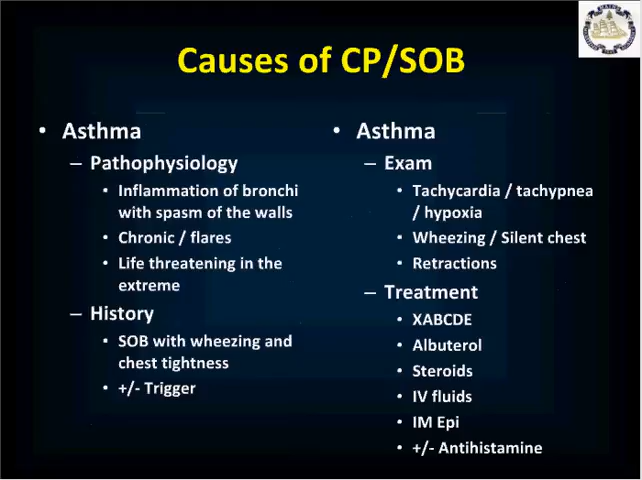 Causes of CP/SOB
• Asthma
– Pathophysiology
• Inflammation of bronchi
with spasm of the walls
• Chronic / flares
• Life threatening in the
extreme
– History
• SOB with wheezing and
chest tightness
• +/- Trigger
• Asthma
– Exam
• Tachycardia / tachypnea
/ hypoxia
• Wheezing / Silent chest
• Retractions
– Treatment
• XABCDE
• Albuterol
• Steroids
• IV fluids
• IM Epi
• +/- Antihistamine